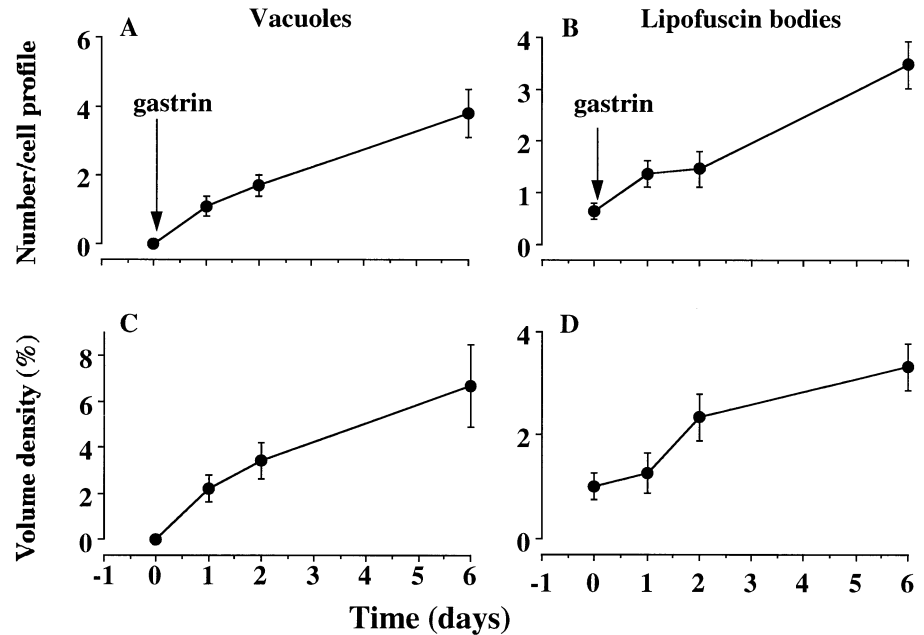 Vacuoles
Lipofuscin bodies
A
B
Number/cell profile
6
4
2
0
gastrin
4
3
2
1
0
gastrin
C
D
Volume density (%)
8
6
4
2
0
4
2
0
-1 0 1 2 3 4 5 6
-1 0 1 2 3 4 5 6
Time (days)